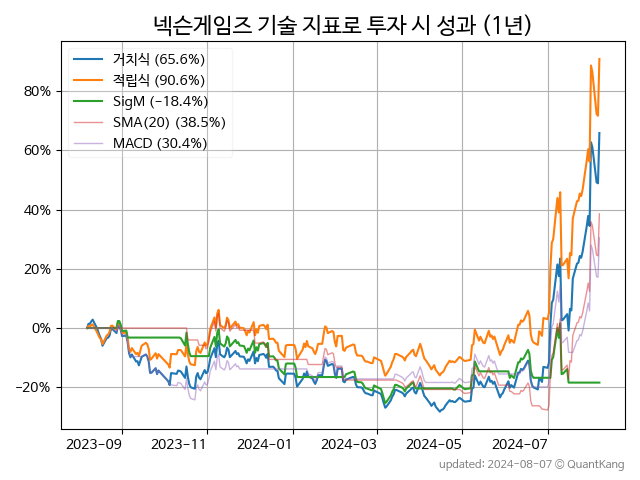 넥슨게임즈 기술 지표로 투자 시 성과 (1년)
거치식 (65.6%)
적립식 (90.6%)
SigM (−18.4%)
SMA(20) (38.5%)
MACD (30.4%)
80%
60%
40%
20%
0%
−20%
2023-09 2023-11 2024-01 2024-03 2024-05 2024-07
updated: 2024-08-07 © QuantKang